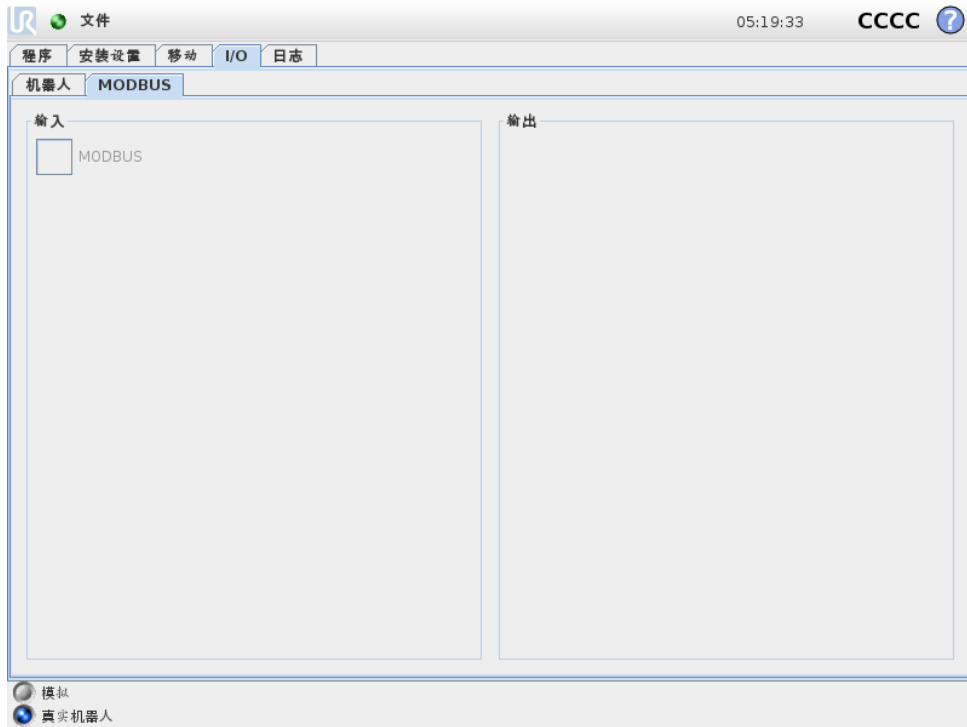 UR 文件 05:19:33 CCCC ?
程序 安装设置 移动 I/O 日志
机器人 MODBUS
输入 输出
MODBUS
模拟
真实机器人